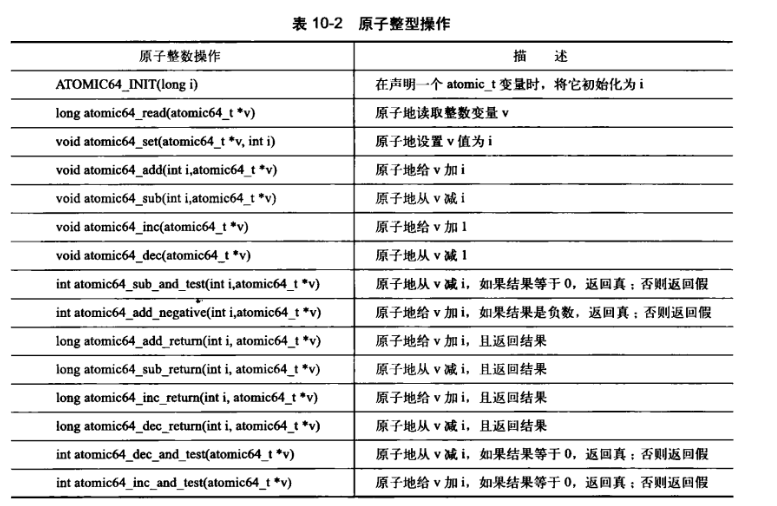 表 10-2 原子整型操作
原子整数操作 描 述
ATOMIC64_INIT(long i) 在声明一个 atomic_t 变量时，将它初始化为 i
long atomic64_read(atomic64_t *v) 原子地读取整数变量 v
void atomic64_set(atomic64_t *v, int i) 原子地设置 v 值为 i
void atomic64_add(int i,atomic64_t *v) 原子地给 v 加 i
void atomic64_sub(int i,atomic64_t *v) 原子地从 v 减 i
void atomic64_inc(atomic64_t *v) 原子地给 v 加 1
void atomic64_dec(atomic64_t *v) 原子地从 v 减 1
int atomic64_sub_and_test(int i,atomic64_t *v) 原子地从 v 减 i，如果结果等于 0，返回真；否则返回假
int atomic64_add_negative(int i,atomic64_t *v) 原子地给 v 加 i，如果结果是负数，返回真；否则返回假
long atomic64_add_return(int i, atomic64_t *v) 原子地给 v 加 i，且返回结果
long atomic64_sub_return(int i, atomic64_t *v) 原子地从 v 减 i，且返回结果
long atomic64_inc_return(int i, atomic64_t *v) 原子地给 v 加 i，且返回结果
long atomic64_dec_return(int i, atomic64_t *v) 原子地从 v 减 i，且返回结果
int atomic64_dec_and_test(atomic64_t *v) 原子地从 v 减 i，如果结果等于 0，返回真；否则返回假
int atomic64_inc_and_test(atomic64_t *v) 原子地给 v 加 i，如果结果等于 0，返回真；否则返回假